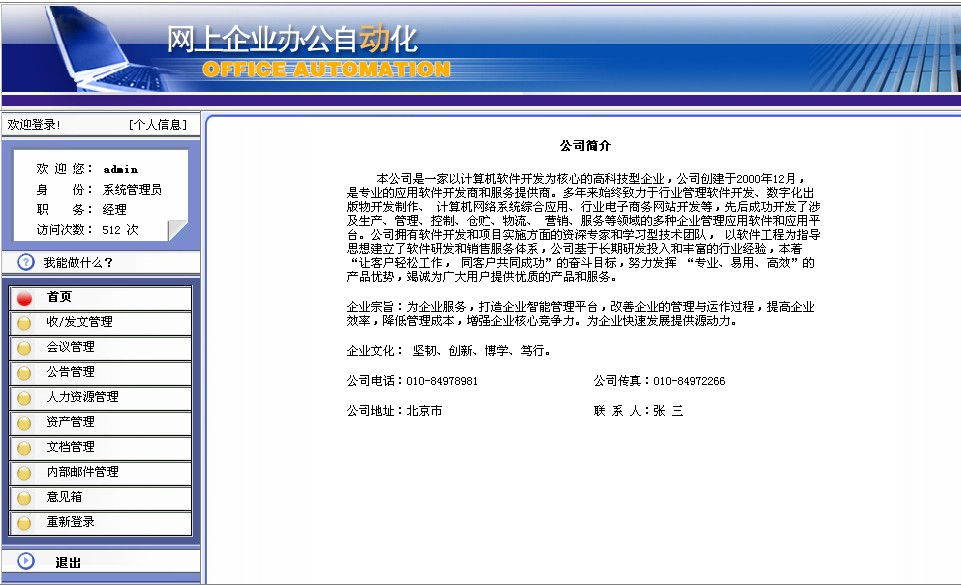 网上企业办公自动化
OFFICE AUTOMATION
欢迎登录!
[个人信息]
欢 迎 您: admin
身 份: 系统管理员
职 务: 经理
访问次数: 512 次
我能做什么?
首页
收/发文管理
会议管理
公告管理
人力资源管理
资产管理
文档管理
内部邮件管理
意见箱
重新登录
退出
公司简介
本公司是一家以计算机软件开发为核心的高科技型企业,公司创建于2000年12月,
是专业的应用软件开发商和服务提供商。多年来始终致力于行业管理软件开发、数字化出
版物开发制作、 计算机网络系统综合应用、行业电子商务网站开发等,先后成功开发了涉
及生产、管理、控制、仓贮、物流、 营销、服务等领域的多种企业管理应用软件和应用平
台。公司拥有软件开发和项目实施方面的资深专家和学习型技术团队, 以软件工程为指导
思想建立了软件研发和销售服务体系,公司基于长期研发投入和丰富的行业经验,本着
“让客户轻松工作, 同客户共同成功”的奋斗目标,努力发挥 “专业、易用、高效”的
产品优势,竭诚为广大用户提供优质的产品和服务。
企业宗旨:为企业服务,打造企业智能管理平台,改善企业的管理与运作过程,提高企业
效率,降低管理成本,增强企业核心竞争力。为企业快速发展提供源动力。
企业文化: 坚韧、创新、博学、笃行。
公司电话:010-84978981 公司传真:010-84972266
公司地址:北京市 联 系 人:张 三